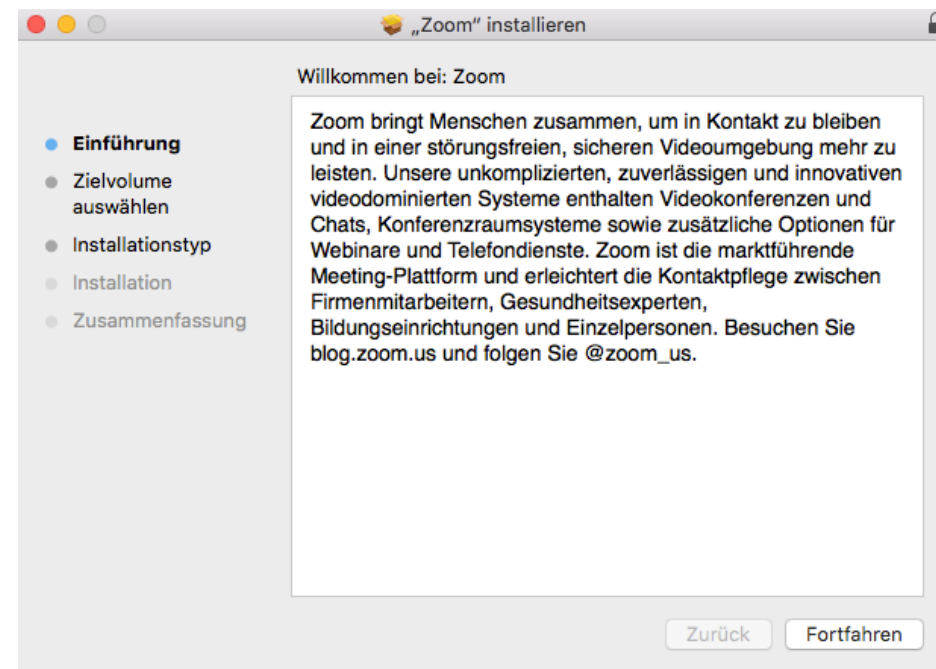 „Zoom“ installieren
Willkommen bei: Zoom
Einführung
Zielvolume
auswählen
Installationstyp
Installation
Zusammenfassung
Zoom bringt Menschen zusammen, um in Kontakt zu bleiben
und in einer störungsfreien, sicheren Videoumgebung mehr zu
leisten. Unsere unkomplizierten, zuverlässigen und innovativen
videodominierten Systeme enthalten Videokonferenzen und
Chats, Konferenzraumsysteme sowie zusätzliche Optionen für
Webinare und Telefondienste. Zoom ist die marktführende
Meeting-Plattform und erleichtert die Kontaktpflege zwischen
Firmenmitarbeitern, Gesundheitsexperten,
Bildungseinrichtungen und Einzelpersonen. Besuchen Sie
blog.zoom.us und folgen Sie @zoom_us.
Zurück
Fortfahren